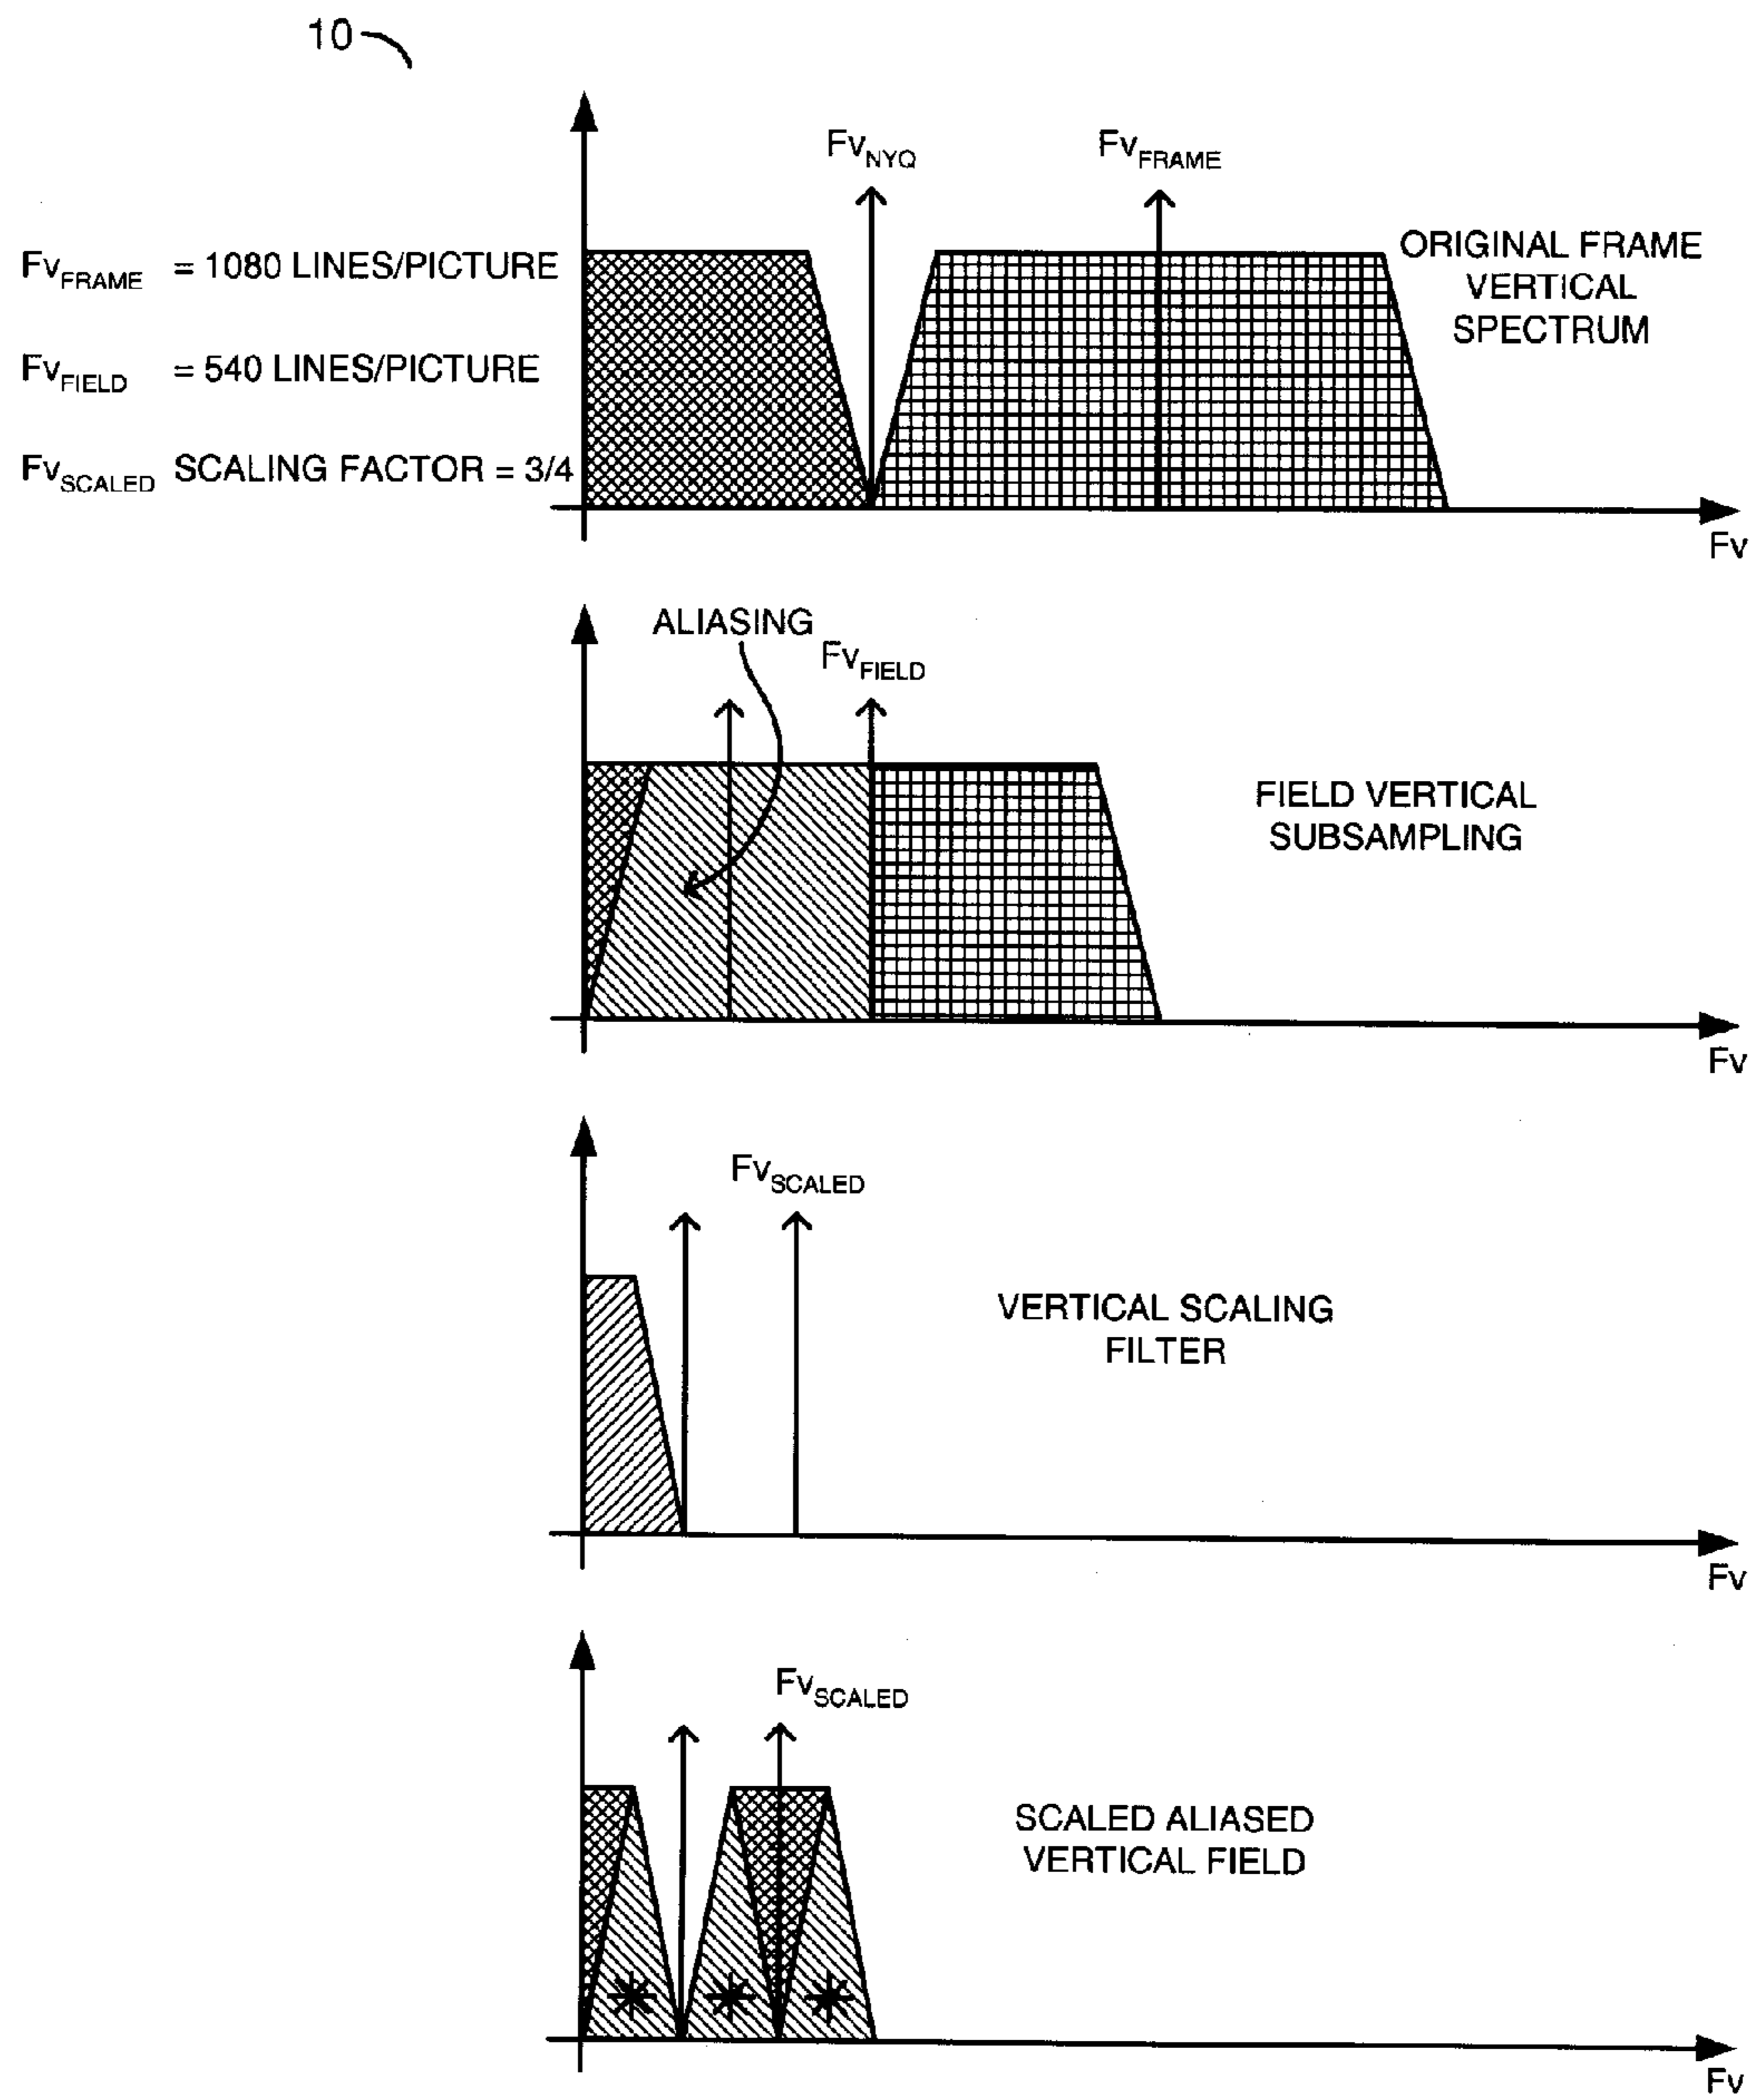 10
Fv_NYQ
Fv_FRAME
Fv_FRAME = 1080 LINES/PICTURE
Fv_FIELD = 540 LINES/PICTURE
Fv_SCALED SCALING FACTOR = 3/4
ORIGINAL FRAME
VERTICAL
SPECTRUM
Fv
ALIASING
Fv_FIELD
FIELD VERTICAL
SUBSAMPLING
Fv
Fv_SCALED
VERTICAL SCALING
FILTER
Fv
Fv_SCALED
SCALED ALIASED
VERTICAL FIELD
* * *
Fv